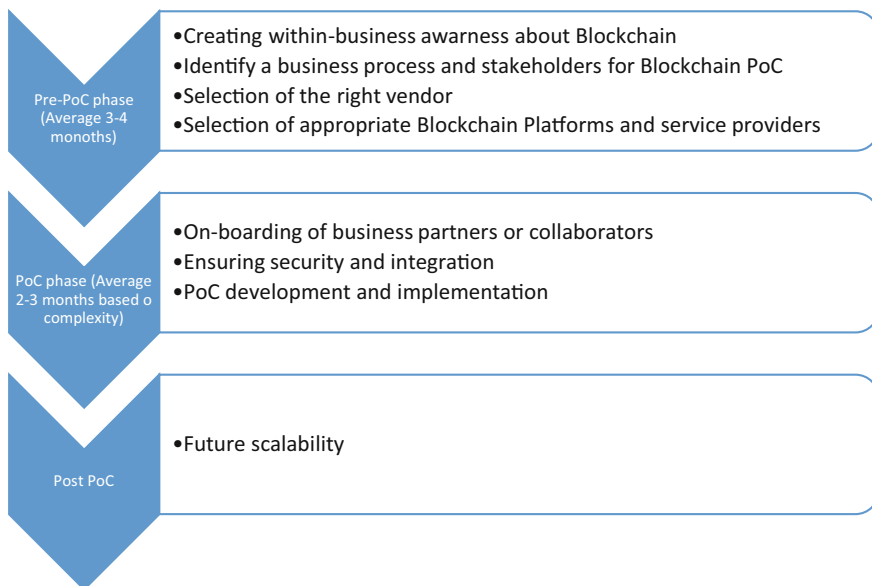 Pre-PoC phase
(Average 3-4
monoths)
•Creating within-business awarness about Blockchain
•Identify a business process and stakeholders for Blockchain PoC
•Selection of the right vendor
•Selection of appropriate Blockchain Platforms and service providers
PoC phase (Average
2-3 months based o
complexity)
•On-boarding of business partners or collaborators
•Ensuring security and integration
•PoC development and implementation
Post PoC
•Future scalability